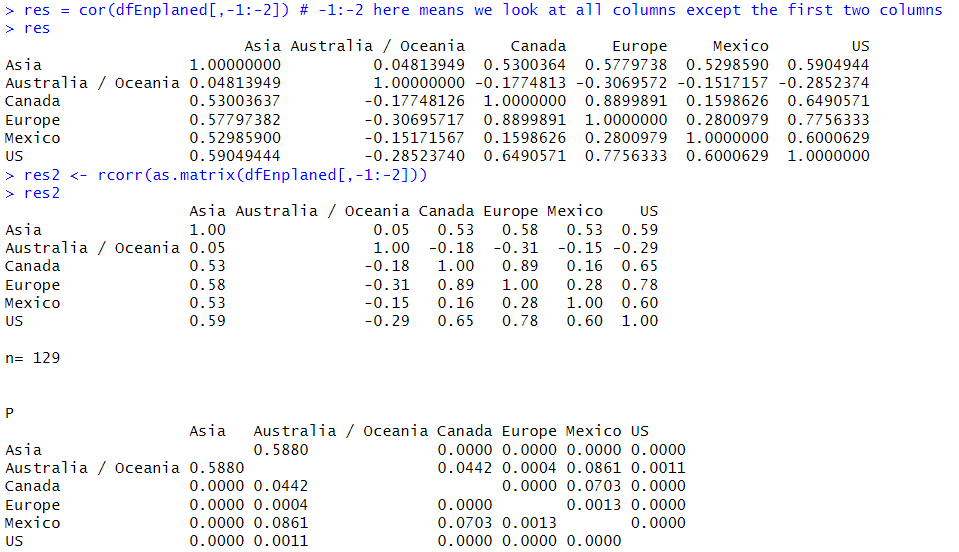 > res = cor(dfEnplaned[,-1:-2]) # -1:-2 here means we look at all columns except the first two columns
> res
Asia Australia / Oceania Canada Europe Mexico US
Asia 1.00000000 0.04813949 0.5300364 0.5779738 0.5298590 0.5904944
Australia / Oceania 0.04813949 1.00000000 -0.1774813 -0.3069572 -0.1517157 -0.2852374
Canada 0.53003637 -0.17748126 1.0000000 0.8899891 0.1598626 0.6490571
Europe 0.57797382 -0.30695717 0.8899891 1.0000000 0.2800979 0.7756333
Mexico 0.52985900 -0.15171567 0.1598626 0.2800979 1.0000000 0.6000629
US 0.59049444 -0.28523740 0.6490571 0.7756333 0.6000629 1.0000000
> res2 <- rcorr(as.matrix(dfEnplaned[,-1:-2]))
> res2
Asia Australia / Oceania Canada Europe Mexico US
Asia 1.00 0.05 0.53 0.58 0.53 0.59
Australia / Oceania 0.05 1.00 -0.18 -0.31 -0.15 -0.29
Canada 0.53 -0.18 1.00 0.89 0.16 0.65
Europe 0.58 -0.31 0.89 1.00 0.28 0.78
Mexico 0.53 -0.15 0.16 0.28 1.00 0.60
US 0.59 -0.29 0.65 0.78 0.60 1.00
n= 129
P
Asia Australia / Oceania Canada Europe Mexico US
Asia 0.5880 0.0000 0.0000 0.0000 0.0000
Australia / Oceania 0.5880 0.0442 0.0004 0.0861 0.0011
Canada 0.0000 0.0442 0.0000 0.0703 0.0000
Europe 0.0000 0.0004 0.0000 0.0013 0.0000
Mexico 0.0000 0.0861 0.0703 0.0013 0.0000
US 0.0000 0.0011 0.0000 0.0000 0.0000